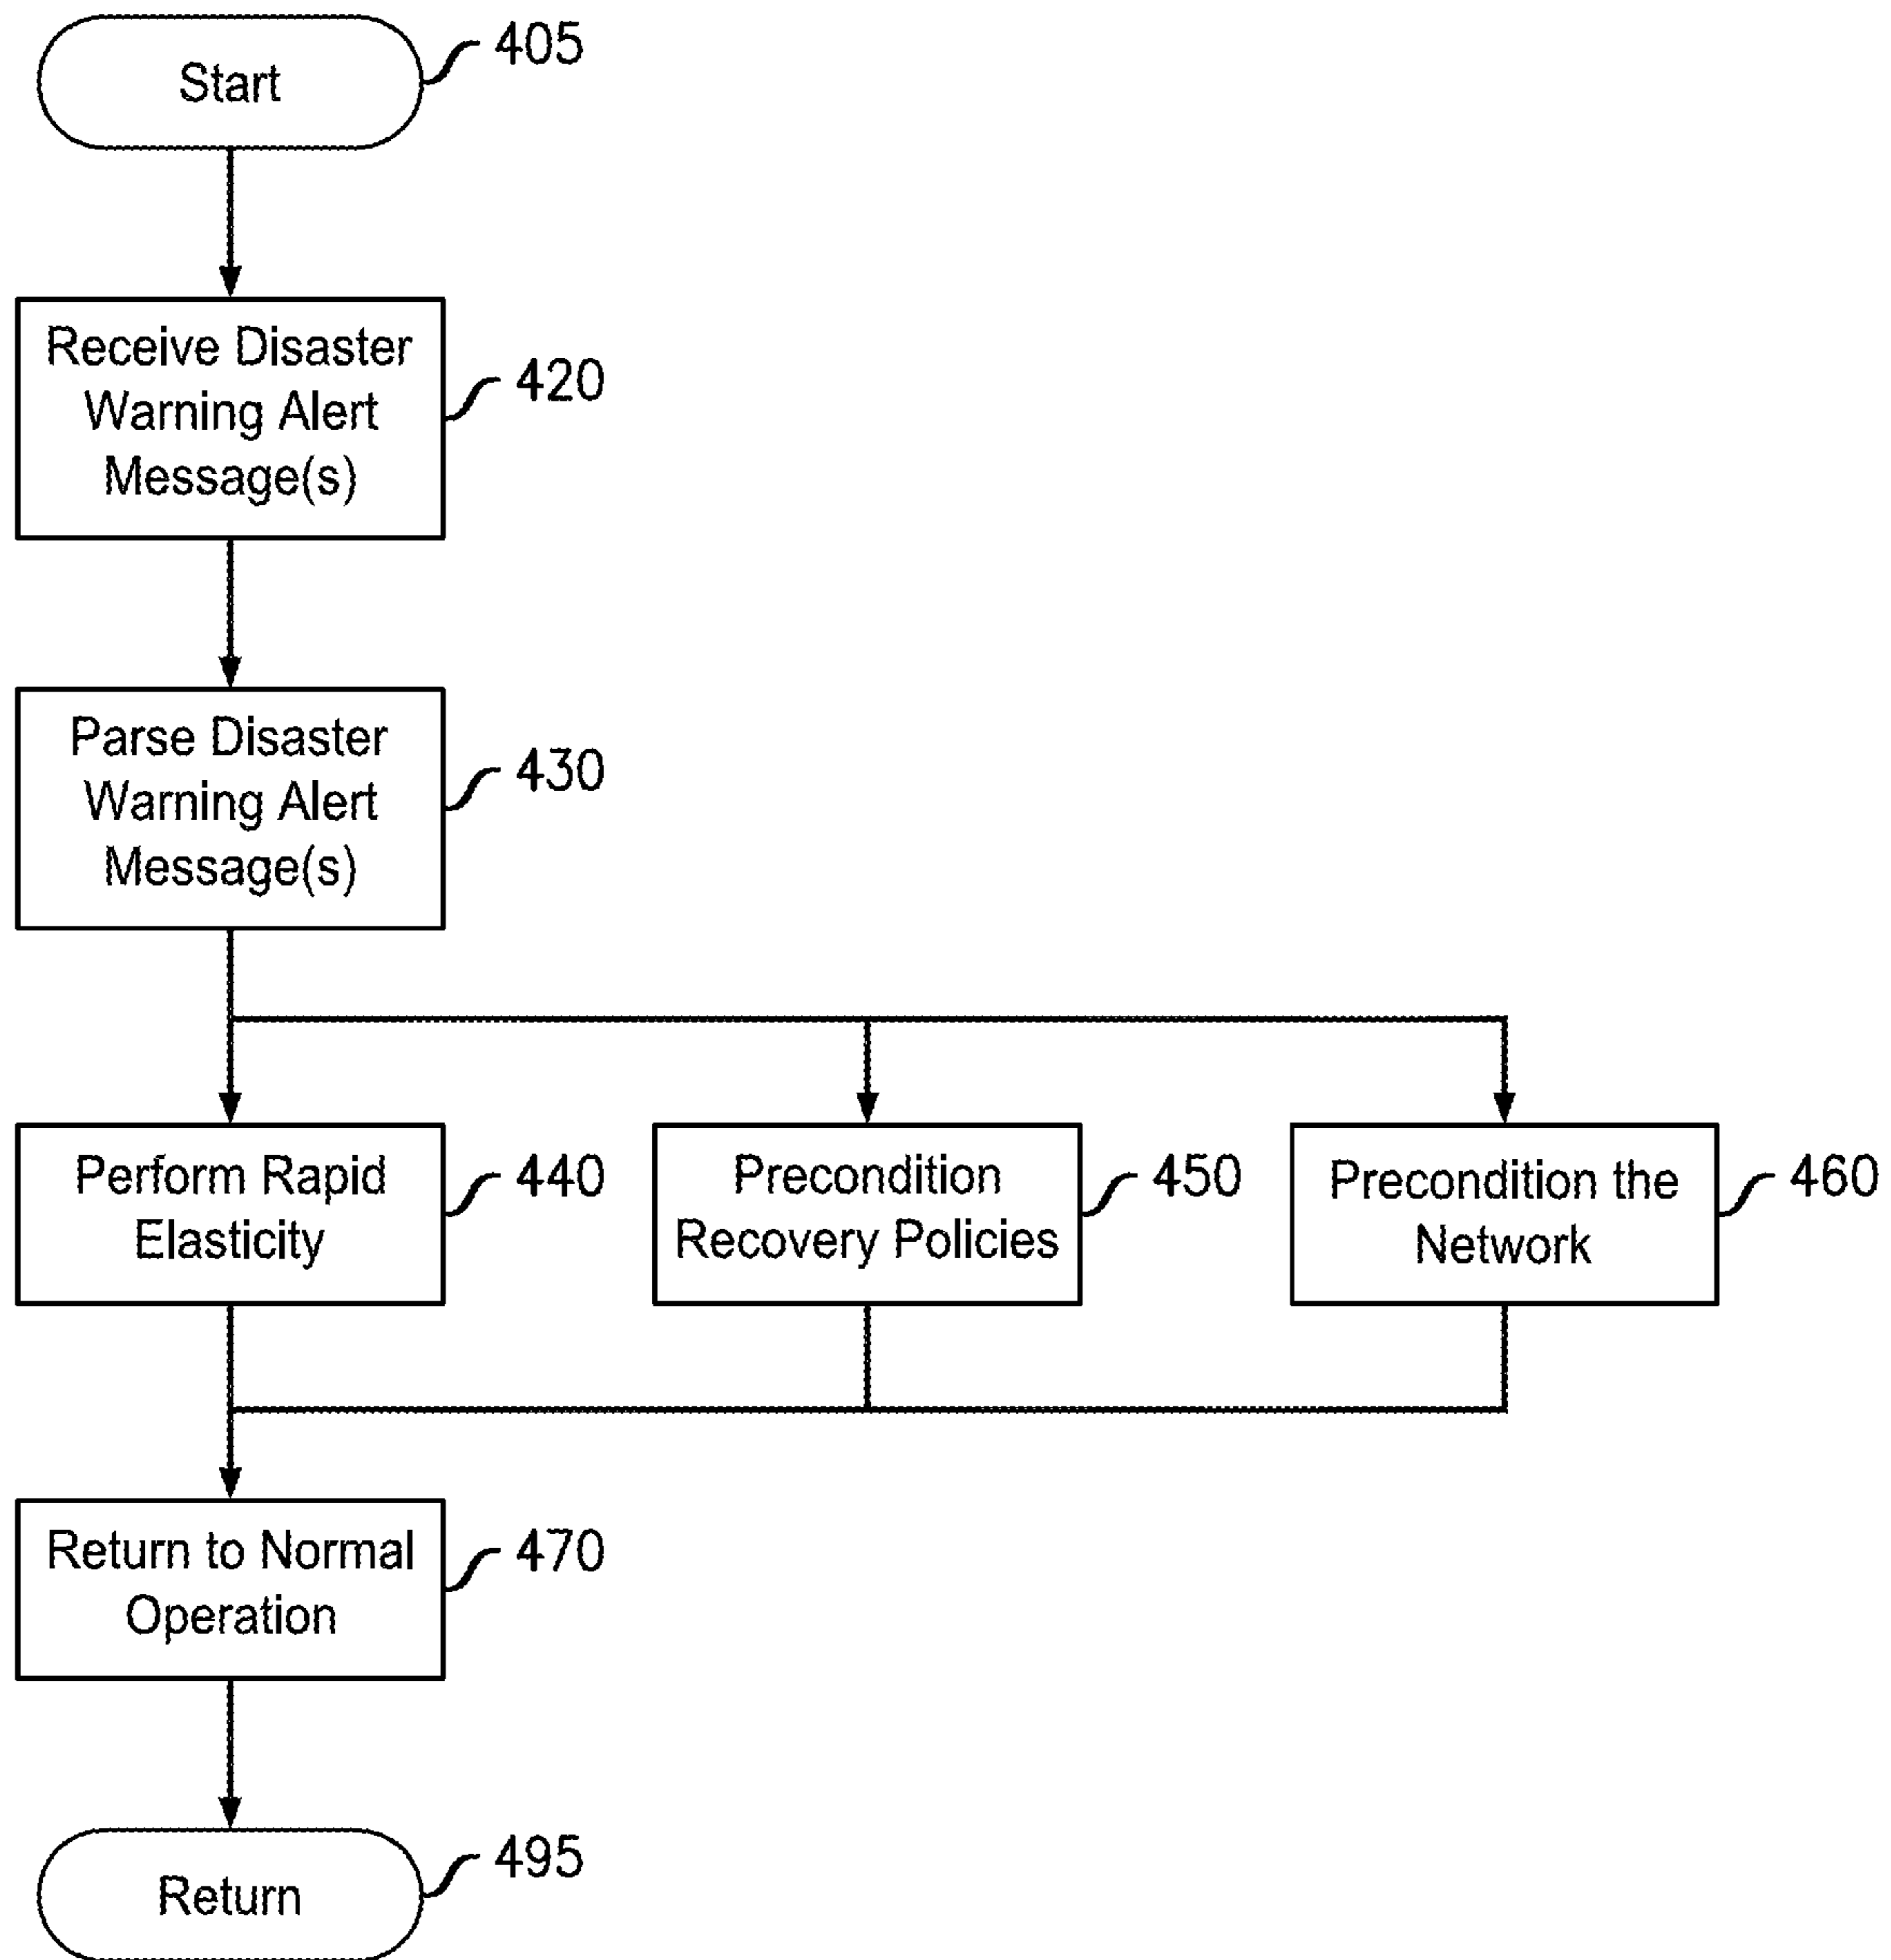 Start
405
Receive Disaster
Warning Alert
Message(s)
420
Parse Disaster
Warning Alert
Message(s)
430
Perform Rapid
Elasticity
440
Precondition
Recovery Policies
450
Precondition the
Network
460
Return to Normal
Operation
470
Return
495